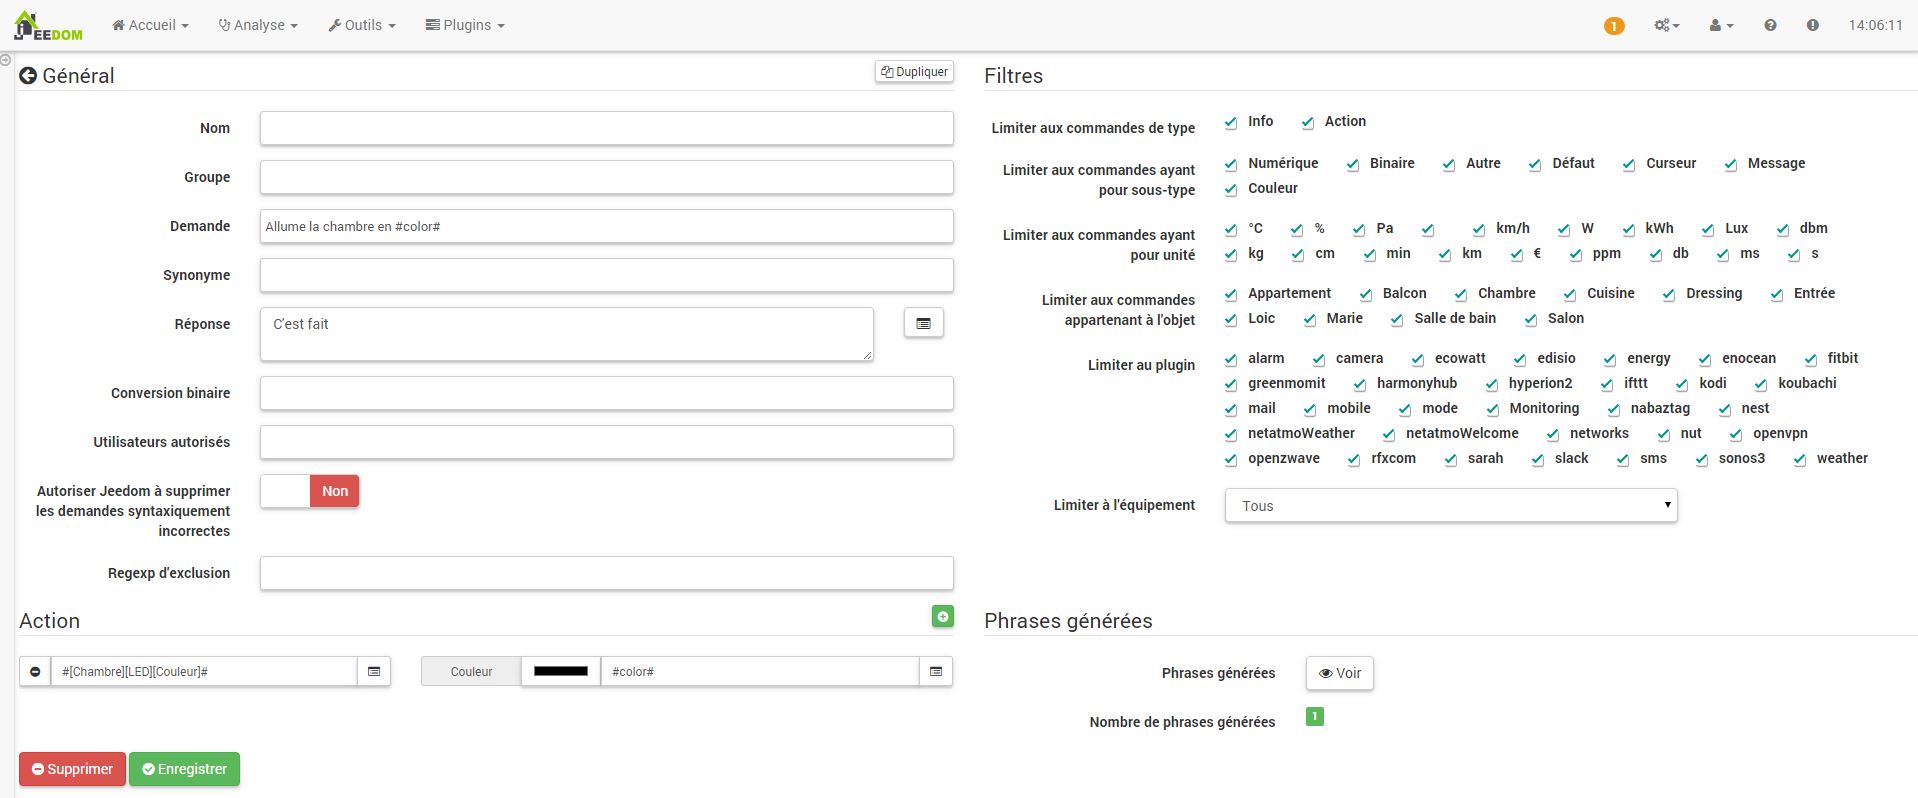 JEEDOM Accueil Analyse Outils Plugins 1 14:06:11
Général Dupliquer
Nom
Groupe
Demande Allume la chambre en #color#
Synonyme
Réponse C'est fait
Conversion binaire
Utilisateurs autorisés
Autoriser Jeedom à supprimer Non
les demandes syntaxiquement
incorrectes
Regexp d'exclusion
Filtres
Limiter aux commandes de type Info Action
Limiter aux commandes ayant
pour sous-type
Numérique Binaire Autre Défaut Curseur Message
Couleur
Limiter aux commandes ayant
pour unité
°C % Pa km/h W kWh Lux dbm
kg cm min km € ppm db ms s
Limiter aux commandes
appartenant à l'objet
Appartement Balcon Chambre Cuisine Dressing Entrée
Loic Marie Salle de bain Salon
Limiter au plugin
alarm camera ecowatt edisio energy enocean fitbit
greenmomit harmonyhub hyperion2 ifttt kodi koubachi
mail mobile mode Monitoring nabaztag nest
netatmoWeather netatmoWelcome networks nut openvpn
openzwave rfxcom sarah slack sms sonos3 weather
Limiter à l'équipement Tous
Action
#[Chambre][LED][Couleur]# Couleur #color#
Phrases générées
Phrases générées Voir
Nombre de phrases générées 1
Supprimer Enregistrer